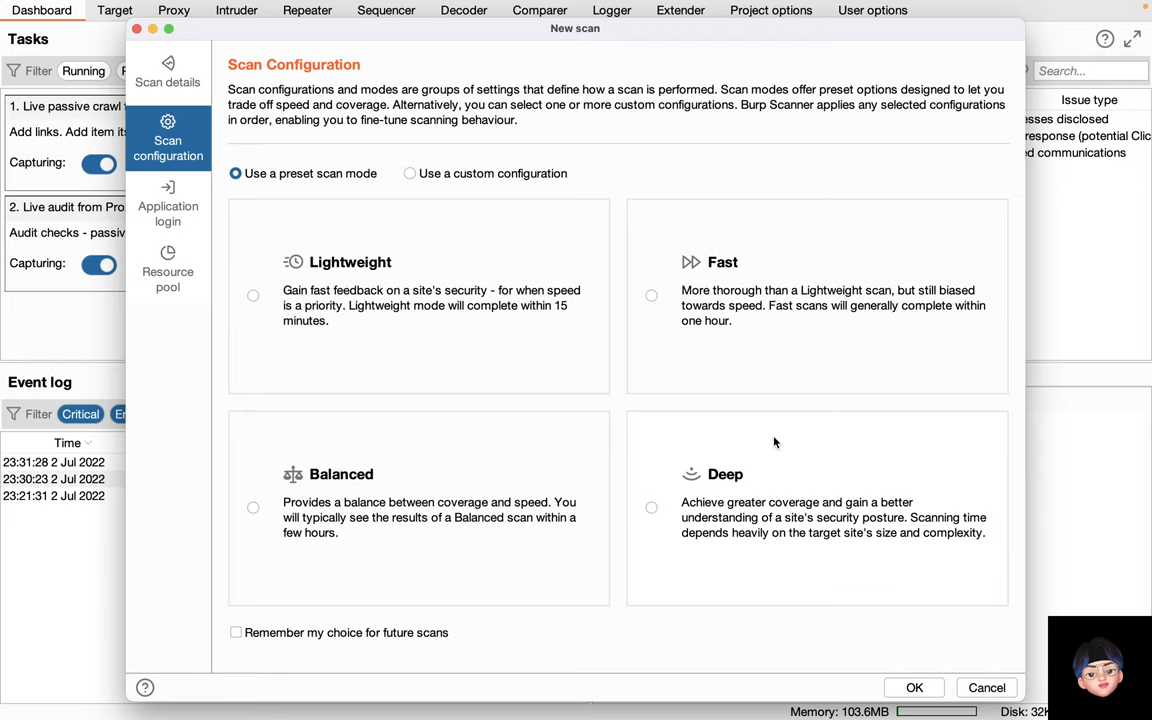 Dashboard Target Proxy Intruder Repeater Sequencer Decoder Comparer Logger Extender Project options User options
New scan
Tasks
Filter Running
Search...
1. Live passive crawl
Add links. Add item
Capturing:
2. Live audit from
Audit checks -
Capturing:
Event log
Filter Critical
Time
23:31:28 2 Jul 2022
23:30:23 2 Jul 2022
23:21:31 2 Jul 2022
Scan details
Scan
configuration
Application
login
Resource
pool
Scan Configuration
Scan configurations and modes are groups of settings that define how a scan is performed. Scan modes offer preset options designed to let you
trade off speed and coverage. Alternatively, you can select one or more custom configurations. Burp Scanner applies any selected configurations
in order, enabling you to fine-tune scanning behaviour.
Use a preset scan mode Use a custom configuration
Lightweight
Gain fast feedback on a site's security - for when speed
is a priority. Lightweight mode will complete within 15
minutes.
Fast
More thorough than a Lightweight scan, but still biased
towards speed. Fast scans will generally complete within
one hour.
Balanced
Provides a balance between coverage and speed. You
will typically see the results of a Balanced scan within a
few hours.
Deep
Achieve greater coverage and gain a better
understanding of a site's security posture. Scanning time
depends heavily on the target site's size and complexity.
Remember my choice for future scans
OK Cancel
Issue type
disclosed
response (potential
communications
Memory: 103.6MB Disk: